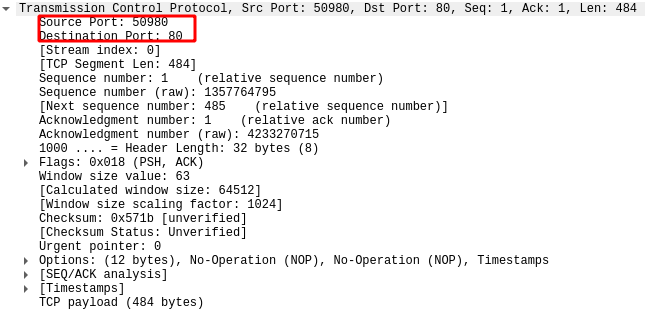 Transmission Control Protocol, Src Port: 50980, Dst Port: 80, Seq: 1, Ack: 1, Len: 484
Source Port: 50980
Destination Port: 80
[Stream index: 0]
[TCP Segment Len: 484]
Sequence number: 1    (relative sequence number)
Sequence number (raw): 1357764795
[Next sequence number: 485    (relative sequence number)]
Acknowledgment number: 1    (relative ack number)
Acknowledgment number (raw): 4233270715
1000 .... = Header Length: 32 bytes (8)
Flags: 0x018 (PSH, ACK)
Window size value: 63
[Calculated window size: 64512]
[Window size scaling factor: 1024]
Checksum: 0x571b [unverified]
[Checksum Status: Unverified]
Urgent pointer: 0
Options: (12 bytes), No-Operation (NOP), No-Operation (NOP), Timestamps
[SEQ/ACK analysis]
[Timestamps]
TCP payload (484 bytes)